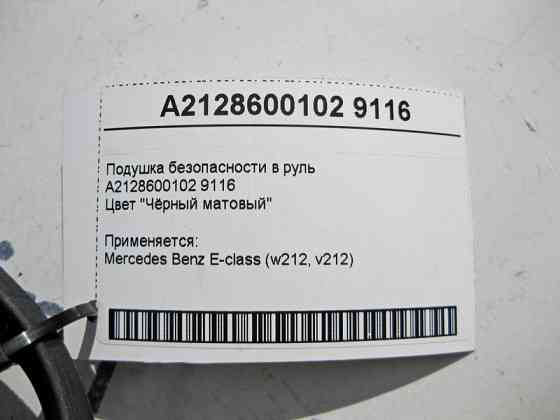 A2128600102 9116
Подушка безопасности в руль
A2128600102 9116
Цвет "Чёрный матовый"
Применяется:
Mercedes Benz E-class (w212, v212)